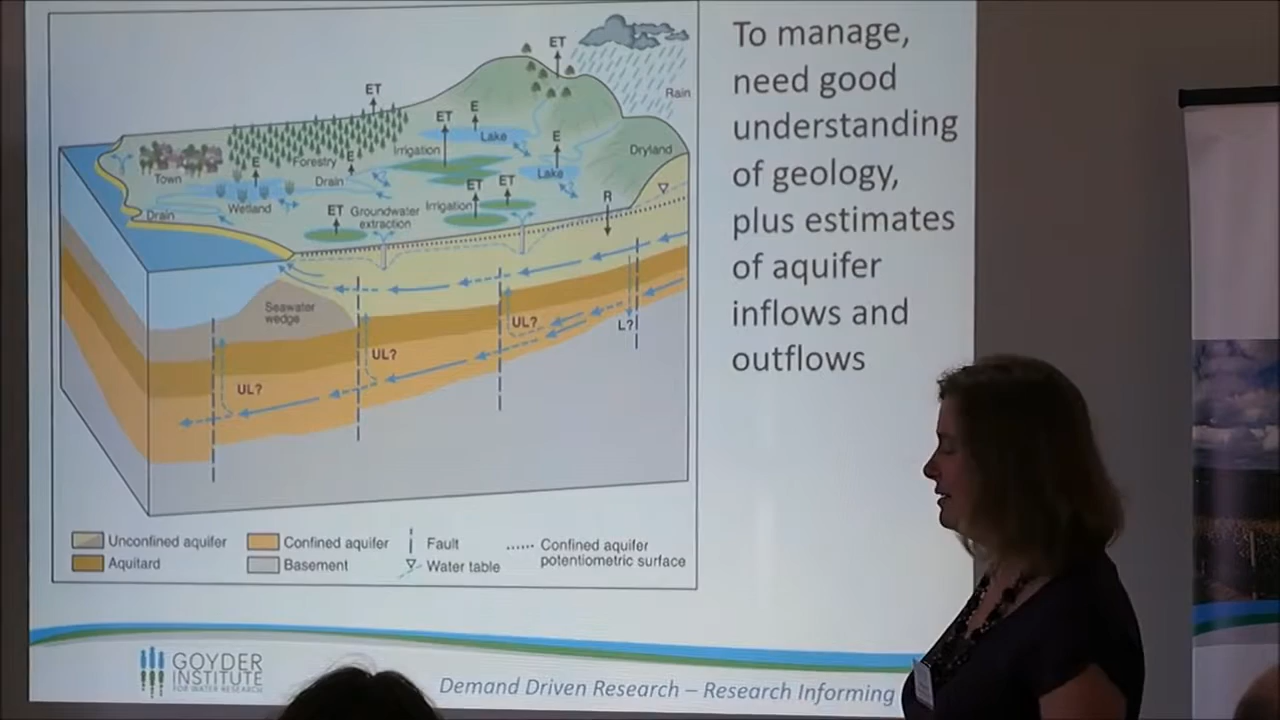 To manage,
need good
understanding
of geology,
plus estimates
of aquifer
inflows and
outflows
ET
Rain
ET
ET
E
Lake
E
Irrigation
Dryland
Town
E
Forestry
E
Drain
Lake
Wetland
ET
ET
Irrigation
R
Drain
ET
Groundwater
extraction
Seawater
wedge
UL?
UL?
UL?
L?
Unconfined aquifer
Aquitard
Confined aquifer
Basement
Fault
Water table
Confined aquifer
potentiometric surface
GOYDER
INSTITUTE
FOR WATER RESEARCH
Demand Driven Research – Research Informing